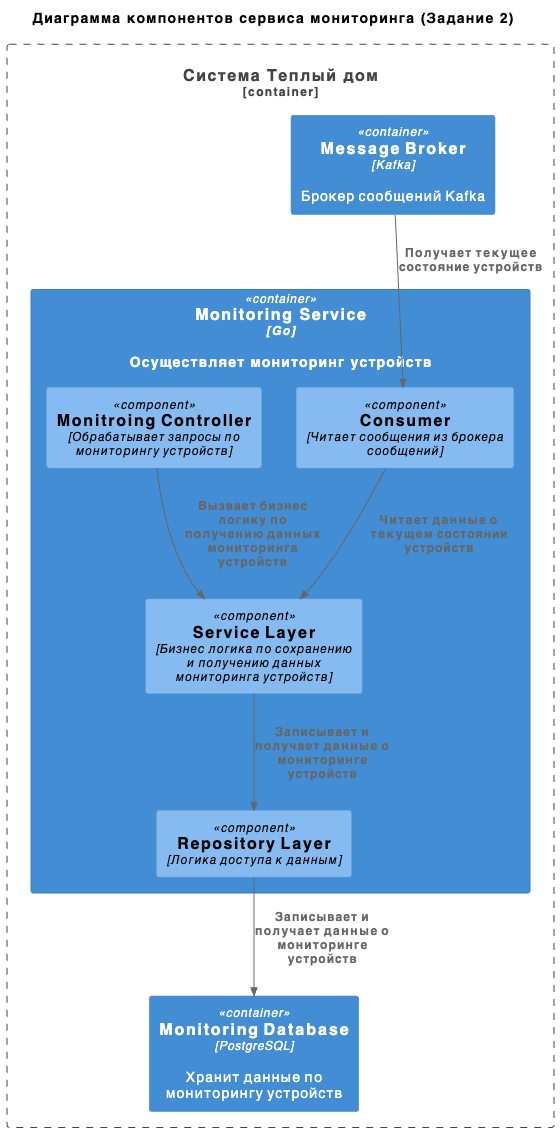 Диаграмма компонентов сервиса мониторинга (Задание 2)
Система Теплый дом
[container]
«container»
Message Broker
[Kafka]
Брокер сообщений Kafka
Получает текущее
состояние устройств
«container»
Monitoring Service
[Go]
Осуществляет мониторинг устройств
«component»
Monitroing Controller
[Обрабатывает запросы по
мониторингу устройств]
«component»
Consumer
[Читает сообщения из брокера
сообщений]
Вызвает бизнес
логику по
получению данных
мониторинга
устройств
Читает данные о
текущем состоянии
устройств
«component»
Service Layer
[Бизнес логика по сохранению
и получению данных
мониторинга устройств]
Записывает и
получает данные о
мониторинге
устройств
«component»
Repository Layer
[Логика доступа к данным]
Записывает и
получает данные о
мониторинге
устройств
«container»
Monitoring Database
[PostgreSQL]
Хранит данные по
мониторингу устройств